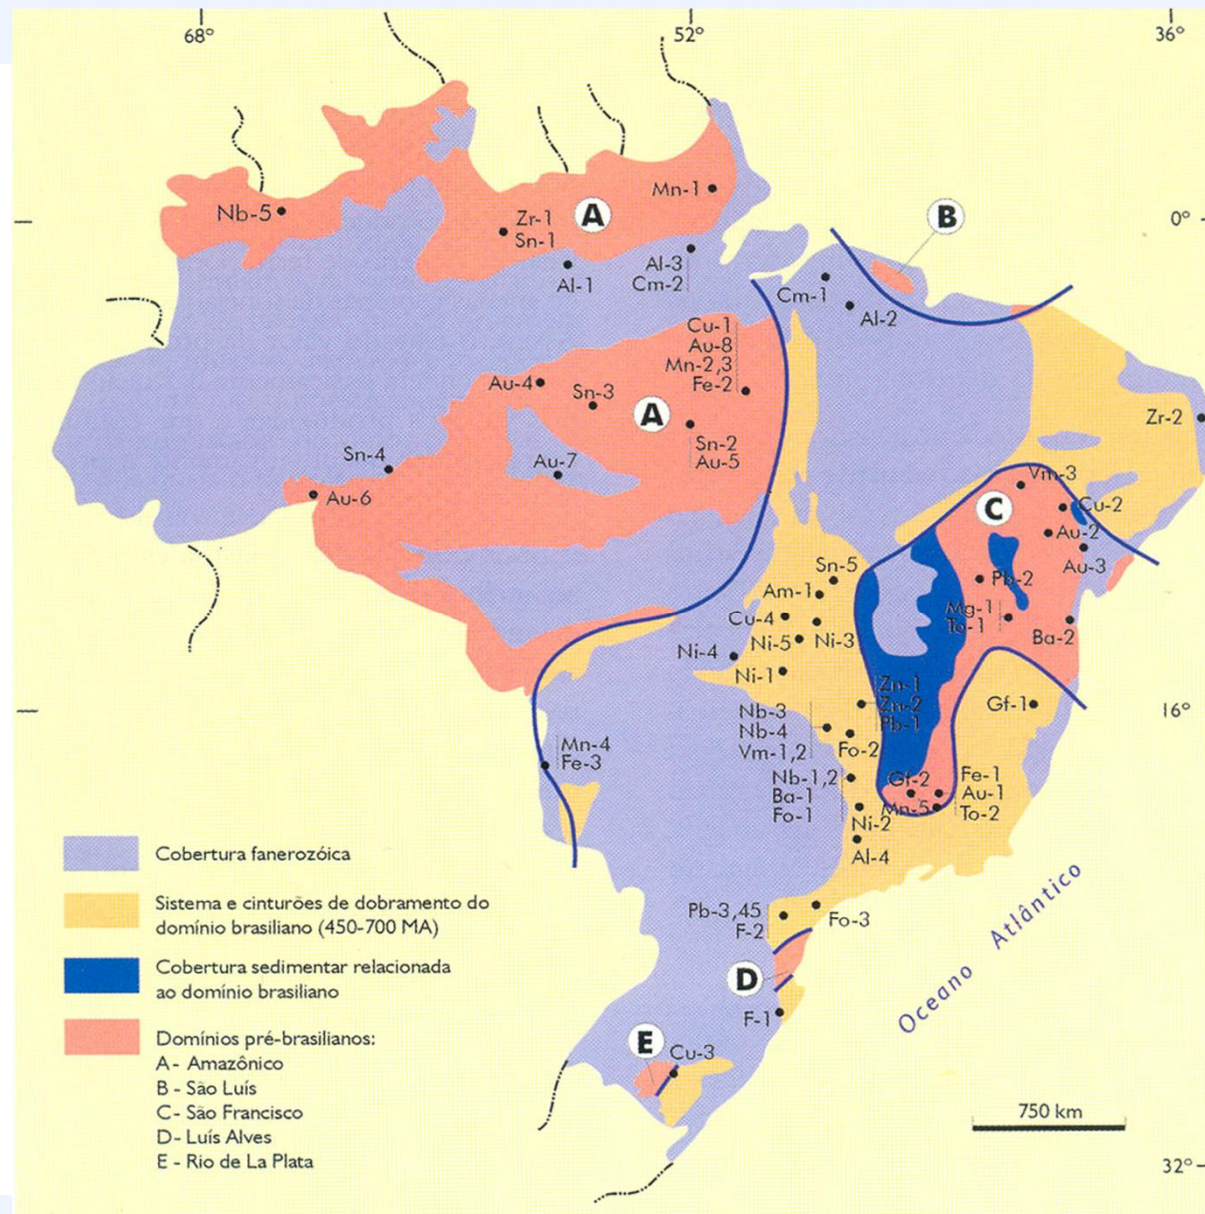 68º
52º
36º
0º
16º
32º
Nb-5
Zr-1
Sn-1
A
Mn-1
B
Al-1
Al-3
Cm-2
Cm-1
Al-2
Cu-1
Au-8
Mn-2,3
Fe-2
Au-4
Sn-3
A
Sn-2
Au-5
Zr-2
Sn-4
Au-7
Au-6
Vm-3
C
Cu-2
Au-2
Au-3
Sn-5
Am-1
Pb-2
Cu-4
Mg-1
To-1
Ba-2
Ni-5
Ni-3
Ni-4
Ni-1
Zn-1
Zn-2
Pb-1
Gf-1
Nb-3
Nb-4
Vm-1,2
Fo-2
Mn-4
Fe-3
Nb-1,2
Ba-1
Fo-1
Gf-2
Mn-5
Fe-1
Au-1
To-2
Ni-2
Al-4
Pb-3,45
F-2
Fo-3
D
F-1
E
Cu-3
Oceano Atlântico
750 km
Cobertura fanerozóica
Sistema e cinturões de dobramento do
domínio brasiliano (450-700 MA)
Cobertura sedimentar relacionada
ao domínio brasiliano
Domínios pré-brasilianos:
A - Amazônico
B - São Luís
C - São Francisco
D - Luís Alves
E - Rio de La Plata